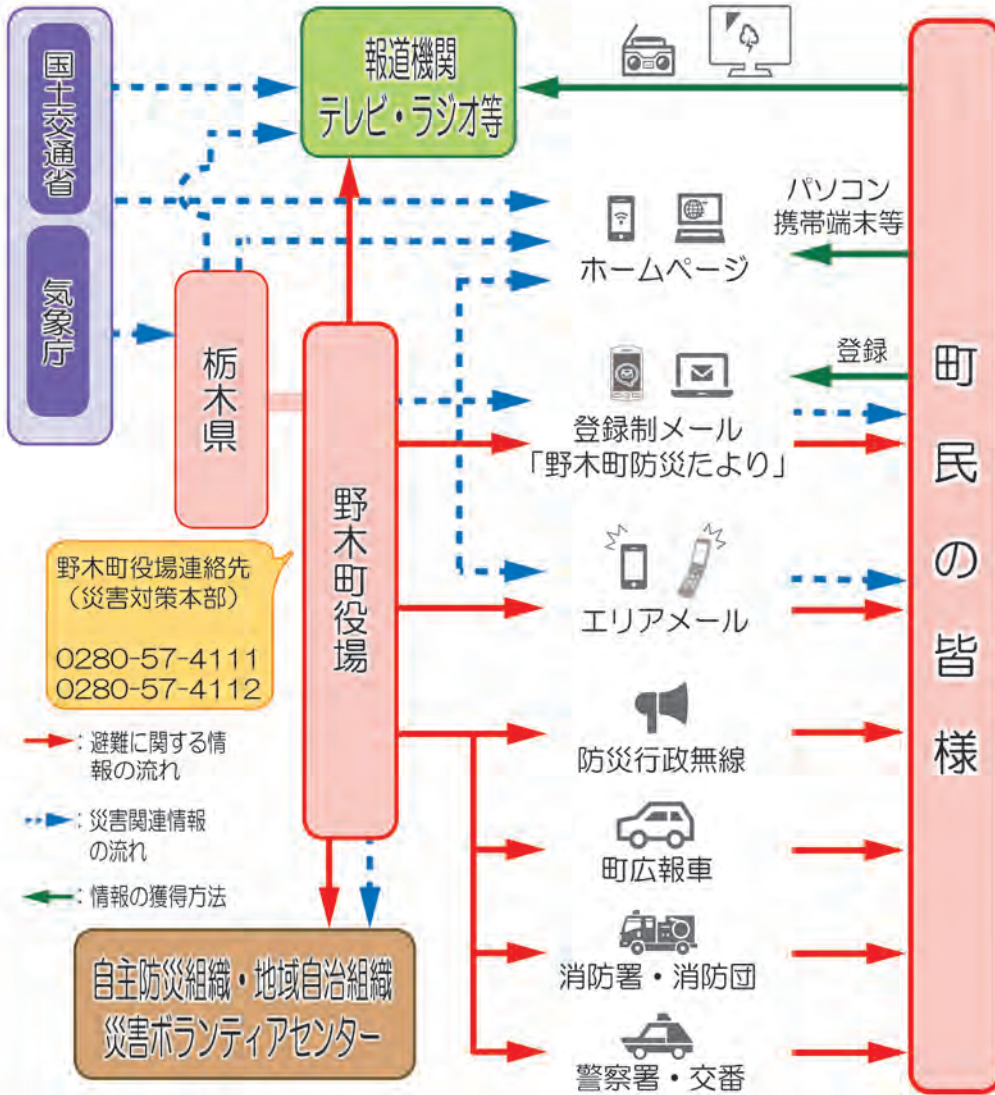 国土交通省
気象庁
報道機関
テレビ・ラジオ等
パソコン
携帯端末等
ホームページ
栃木県
登録
登録制メール
「野木町防災たより」
野木町役場
町民の皆様
野木町役場連絡先
（災害対策本部）
0280-57-4111
0280-57-4112
エリアメール
防災行政無線
：避難に関する情
報の流れ
：災害関連情報
の流れ
：情報の獲得方法
町広報車
消防署・消防団
警察署・交番
自主防災組織・地域自治組織
災害ボランティアセンター